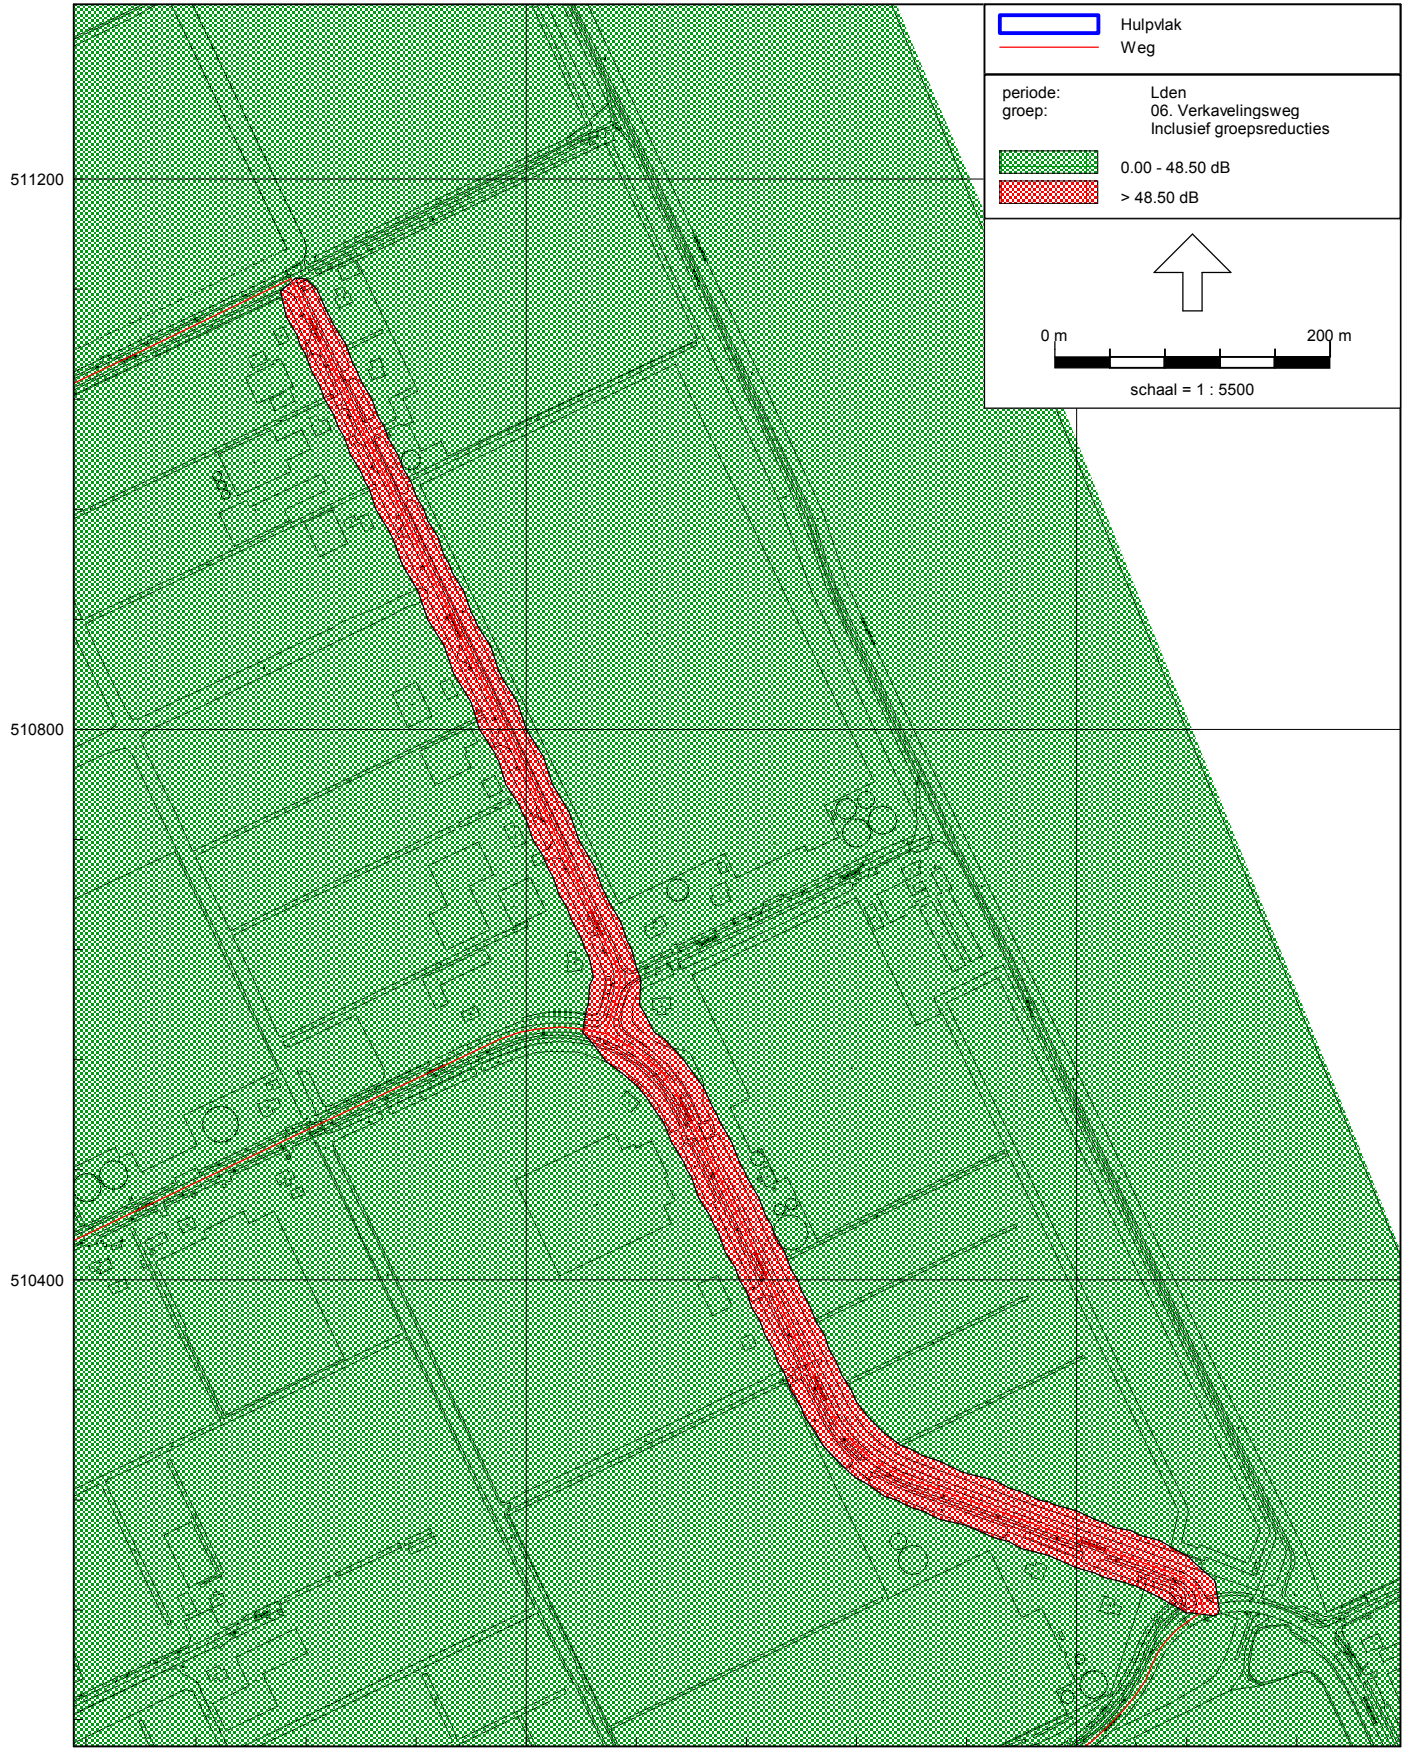 Hulpvlak
Weg
periode: Lden
groep: 06. Verkavelingsweg
Inclusief groepsreducties
0.00 - 48.50 dB
> 48.50 dB
0 m 200 m
schaal = 1 : 5500
511200
510800
510400